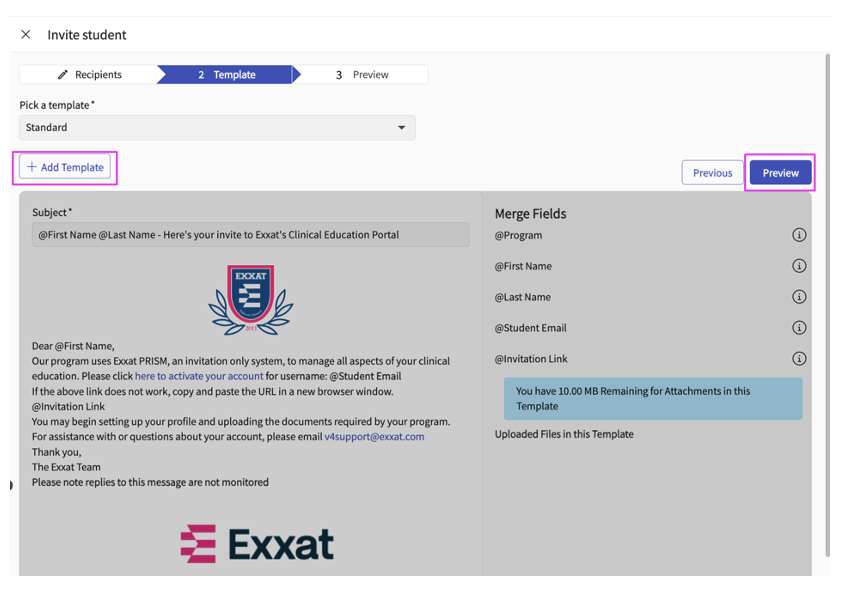 Invite student
Recipients
2 Template
3 Preview
Pick a template*
Standard
+ Add Template
Previous
Preview
Subject*
@First Name @Last Name - Here's your invite to Exxat's Clinical Education Portal
EXXAT
2013
Dear @First Name,
Our program uses Exxat PRISM, an invitation only system, to manage all aspects of your clinical
education. Please click here to activate your account for username: @Student Email
If the above link does not work, copy and paste the URL in a new browser window.
@Invitation Link
You may begin setting up your profile and uploading the documents required by your program.
For assistance with or questions about your account, please email v4support@exxat.com
Thank you,
The Exxat Team
Please note replies to this message are not monitored
Exxat
Merge Fields
@Program
@First Name
@Last Name
@Student Email
@Invitation Link
You have 10.00 MB Remaining for Attachments in this
Template
Uploaded Files in this Template